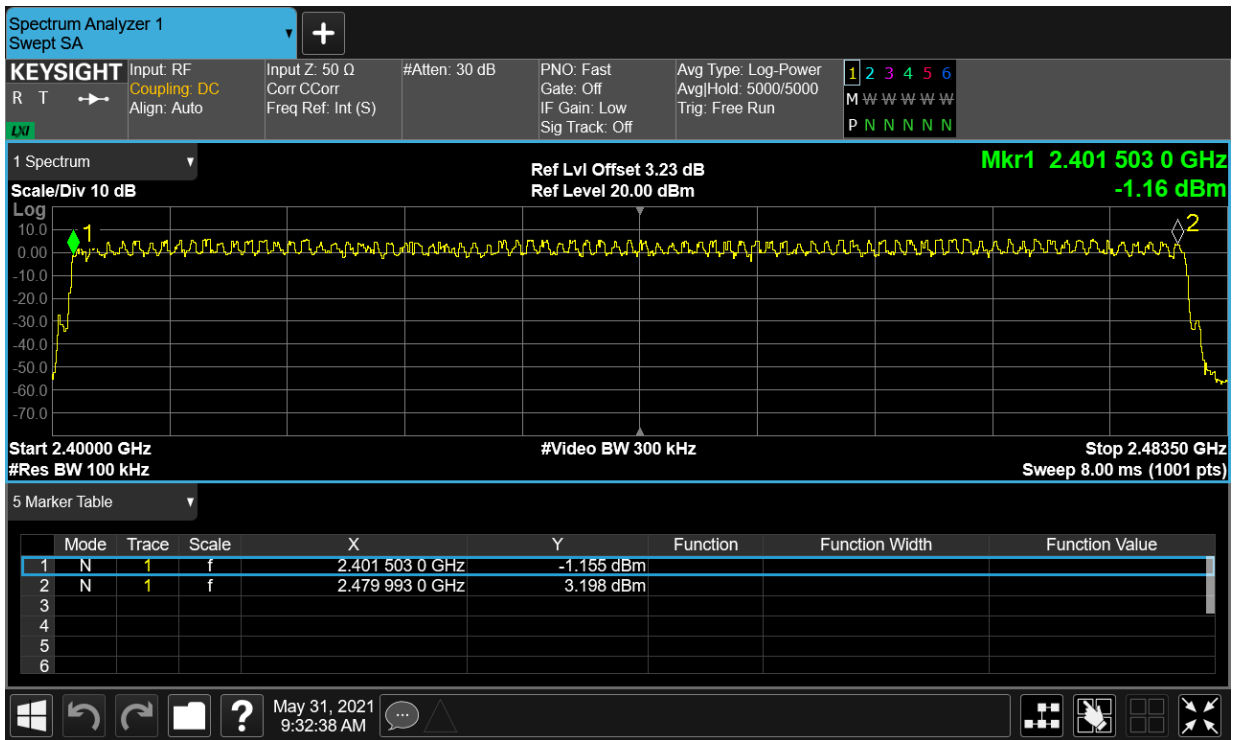 Spectrum Analyzer 1
Swept SA
+
KEYSIGHT Input: RF Input Z: 50 Ω #Atten: 30 dB PNO: Fast Avg Type: Log-Power 1 2 3 4 5 6
R T Coupling: DC Corr CCorr Gate: Off Avg|Hold: 5000/5000 M W W W W W
Align: Auto Freq Ref: Int (S) IF Gain: Low Trig: Free Run
LXI Sig Track: Off P N N N N N
1 Spectrum Ref Lvl Offset 3.23 dB Mkr1 2.401 503 0 GHz
Scale/Div 10 dB Ref Level 20.00 dBm -1.16 dBm
Log
10.0 1 2
0.00
-10.0
-20.0
-30.0
-40.0
-50.0
-60.0
-70.0
Start 2.40000 GHz #Video BW 300 kHz Stop 2.48350 GHz
#Res BW 100 kHz Sweep 8.00 ms (1001 pts)
5 Marker Table
Mode Trace Scale X Y Function Function Width Function Value
1 N 1 f 2.401 503 0 GHz -1.155 dBm
2 N 1 f 2.479 993 0 GHz 3.198 dBm
3
4
5
6
? May 31, 2021
9:32:38 AM